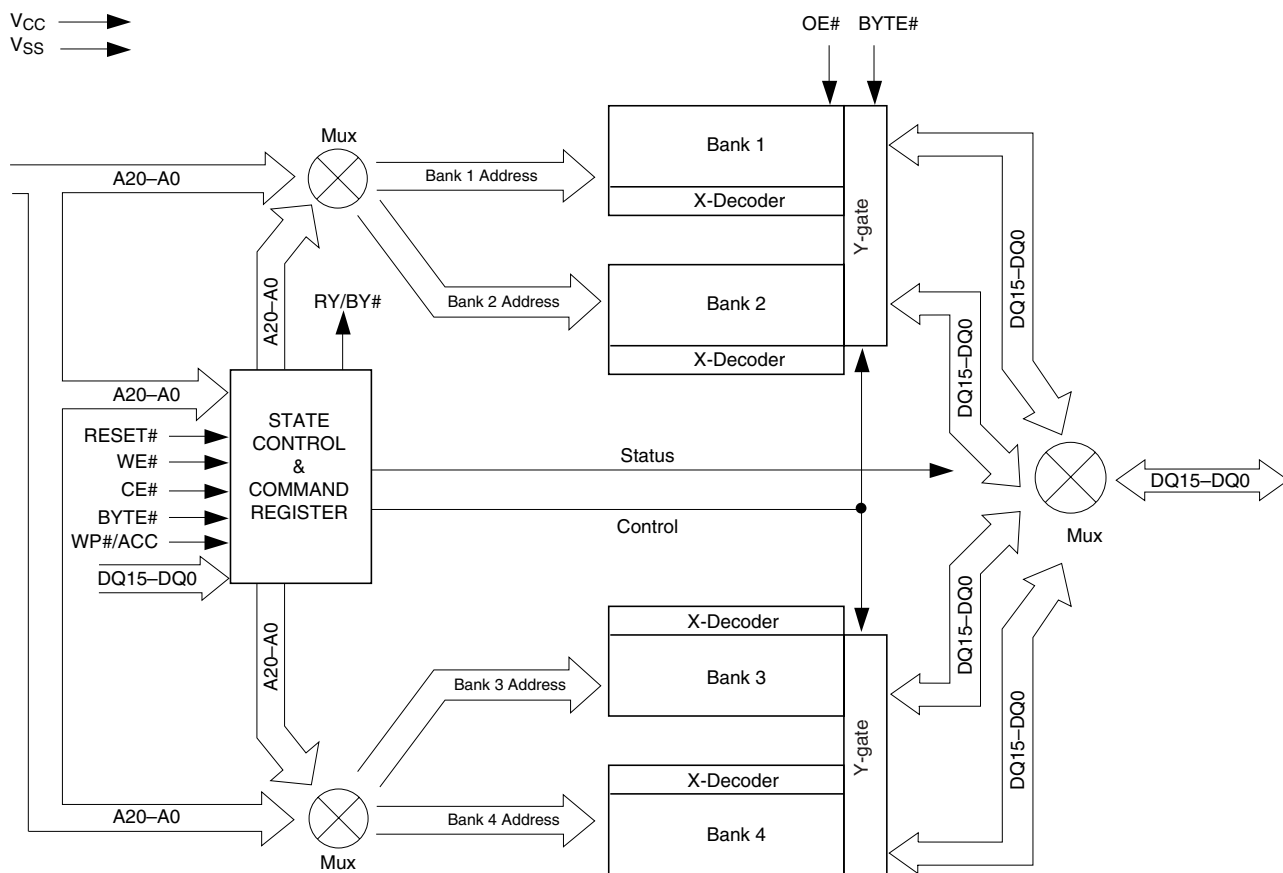 VCC
VSS
OE# BYTE#
Mux
A20–A0
Bank 1 Address
Bank 1
X-Decoder
Y-gate
DQ15–DQ0
A20–A0
RY/BY#
Bank 2 Address
Bank 2
X-Decoder
DQ15–DQ0
A20–A0
RESET#
WE#
CE#
BYTE#
WP#/ACC
DQ15–DQ0
STATE
CONTROL
&
COMMAND
REGISTER
Status
Control
DQ15–DQ0
Mux
A20–A0
X-Decoder
Bank 3 Address
Bank 3
Y-gate
DQ15–DQ0
DQ15–DQ0
A20–A0
Mux
Bank 4 Address
X-Decoder
Bank 4